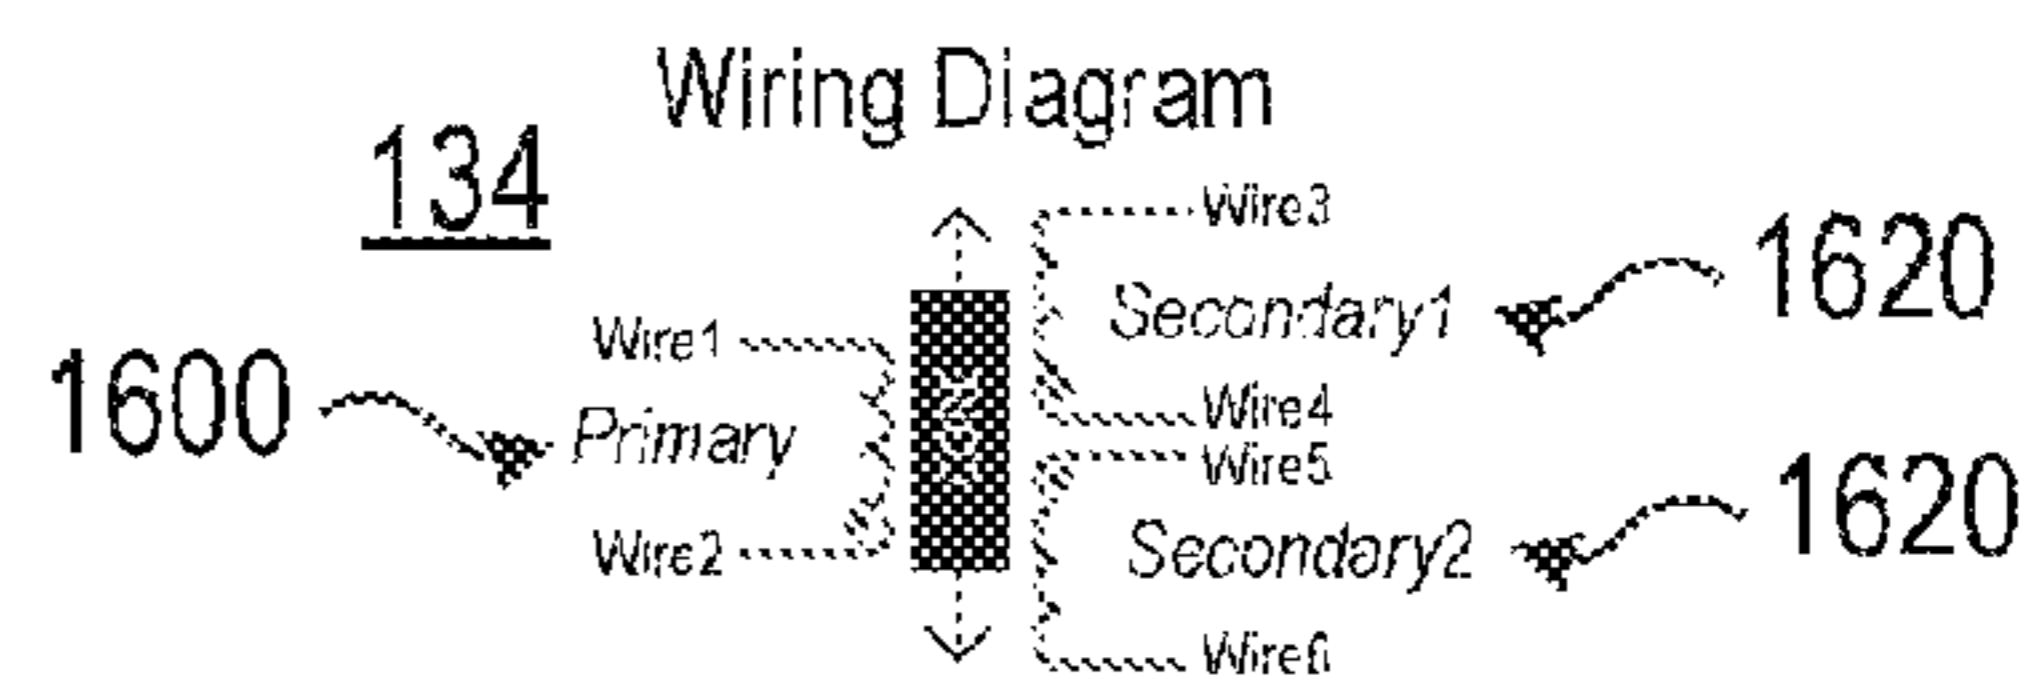 Wiring Diagram
134
Wire3
1620
Secondary1
Wire1
1600
Primary
Wire4
Wire5
1620
Wire2
Secondary2
Wire6